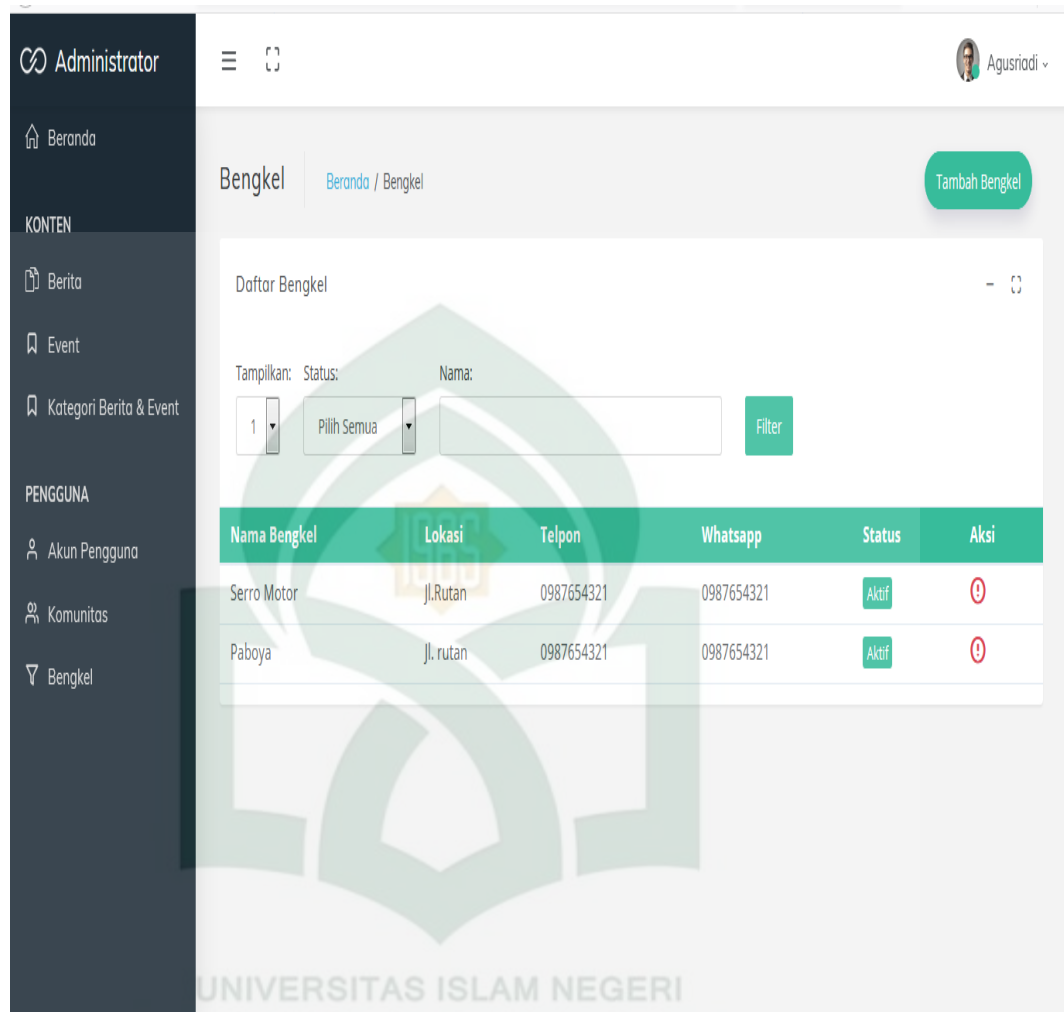 Administrator
Agusriadi
Beranda
KONTEN
Berita
Event
Kategori Berita & Event
PENGGUNA
Akun Pengguna
Komunitas
Bengkel
Bengkel
Beranda / Bengkel
Tambah Bengkel
Daftar Bengkel
Tampilkan: Status: Nama:
1 Pilih Semua Filter
Nama Bengkel Lokasi Telpon Whatsapp Status Aksi
Serro Motor Jl.Rutan 0987654321 0987654321 Aktif
Paboya Jl. rutan 0987654321 0987654321 Aktif
1965
UNIVERSITAS ISLAM NEGERI